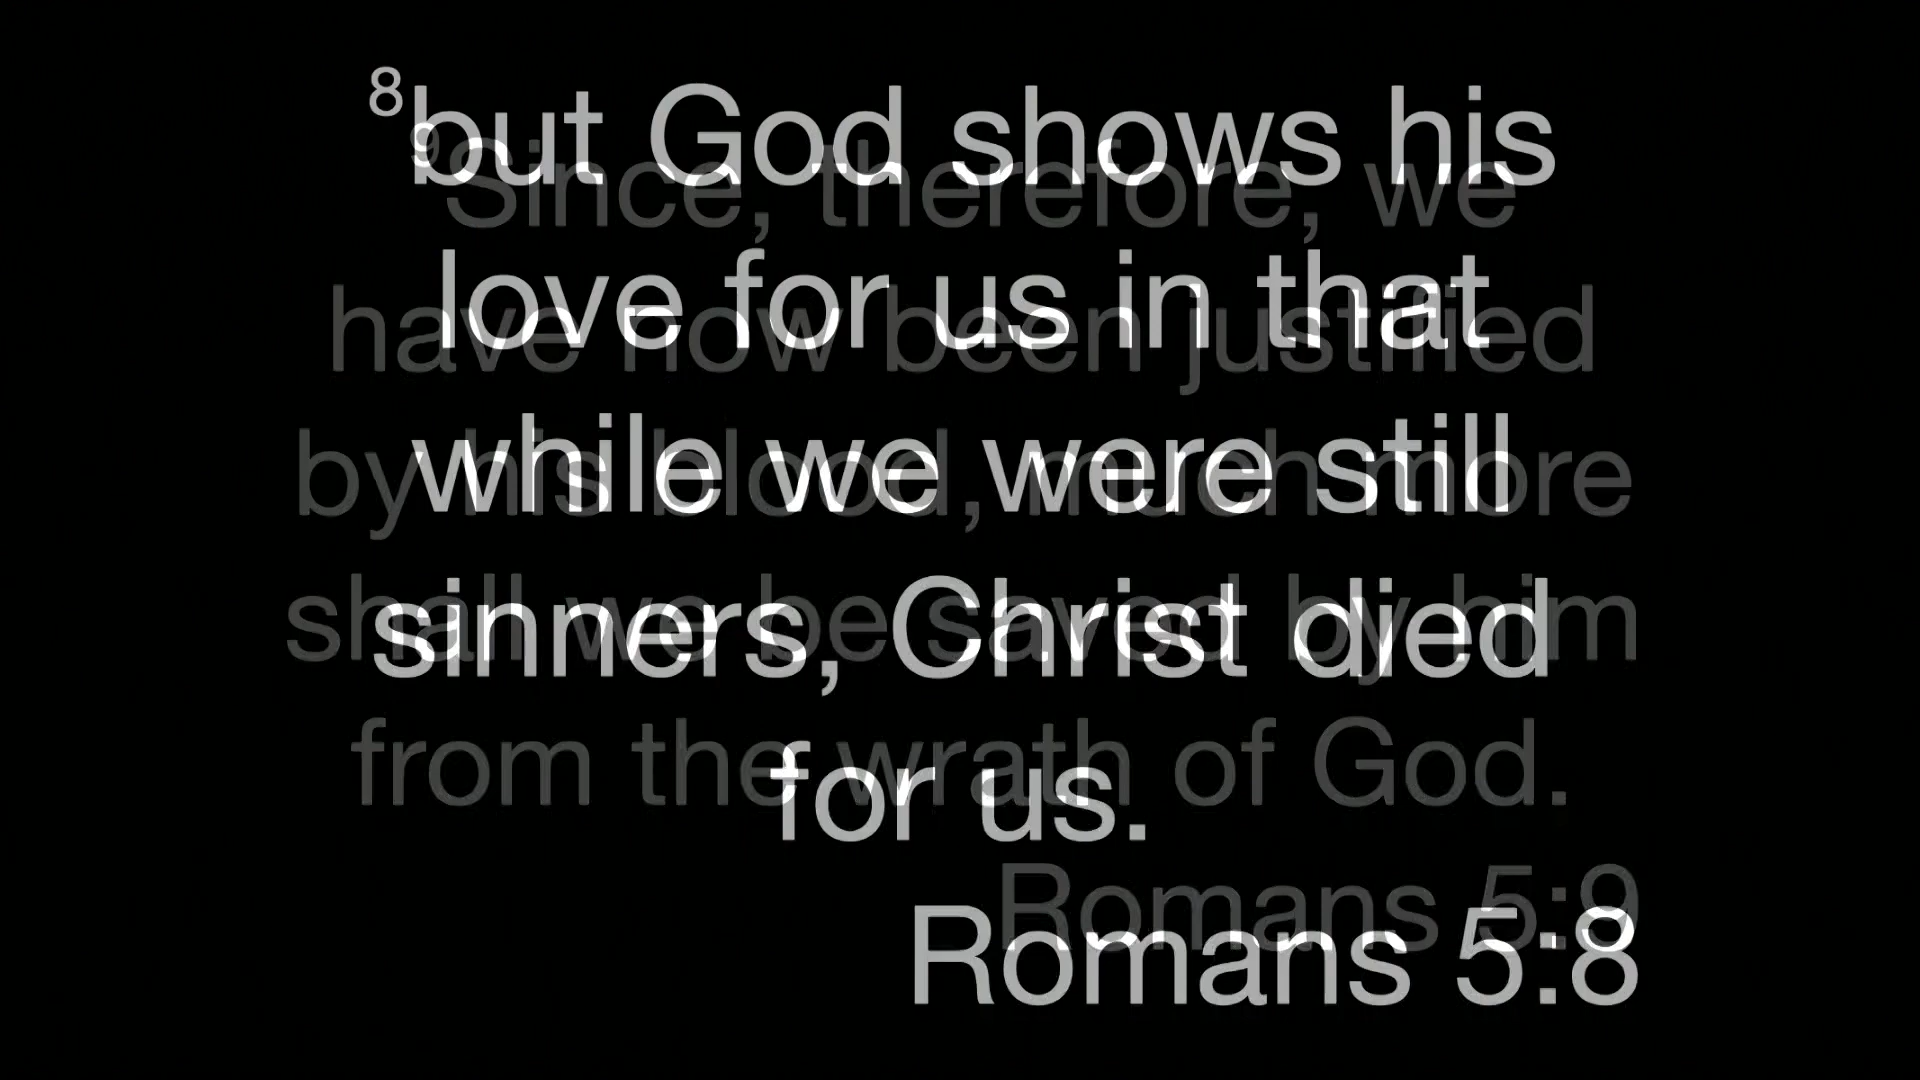 8but God shows his
love for us in that
while we were still
sinners, Christ died
for us.
Romans 5:8
9Since, therefore, we
have now been justified
by his blood, much more
shall we be saved by him
from the wrath of God.
Romans 5:9